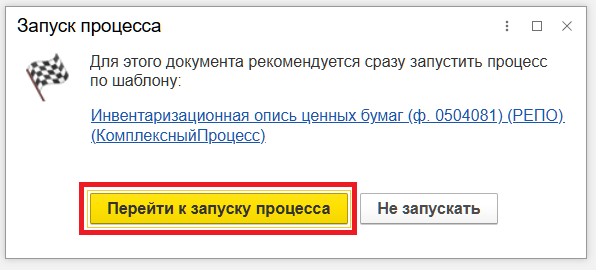 Запуск процесса
Для этого документа рекомендуется сразу запустить процесс
по шаблону:
Инвентаризационная опись ценных бумаг (ф. 0504081) (РЕПО)
(КомплексныйПроцесс)
Перейти к запуску процесса
Не запускать